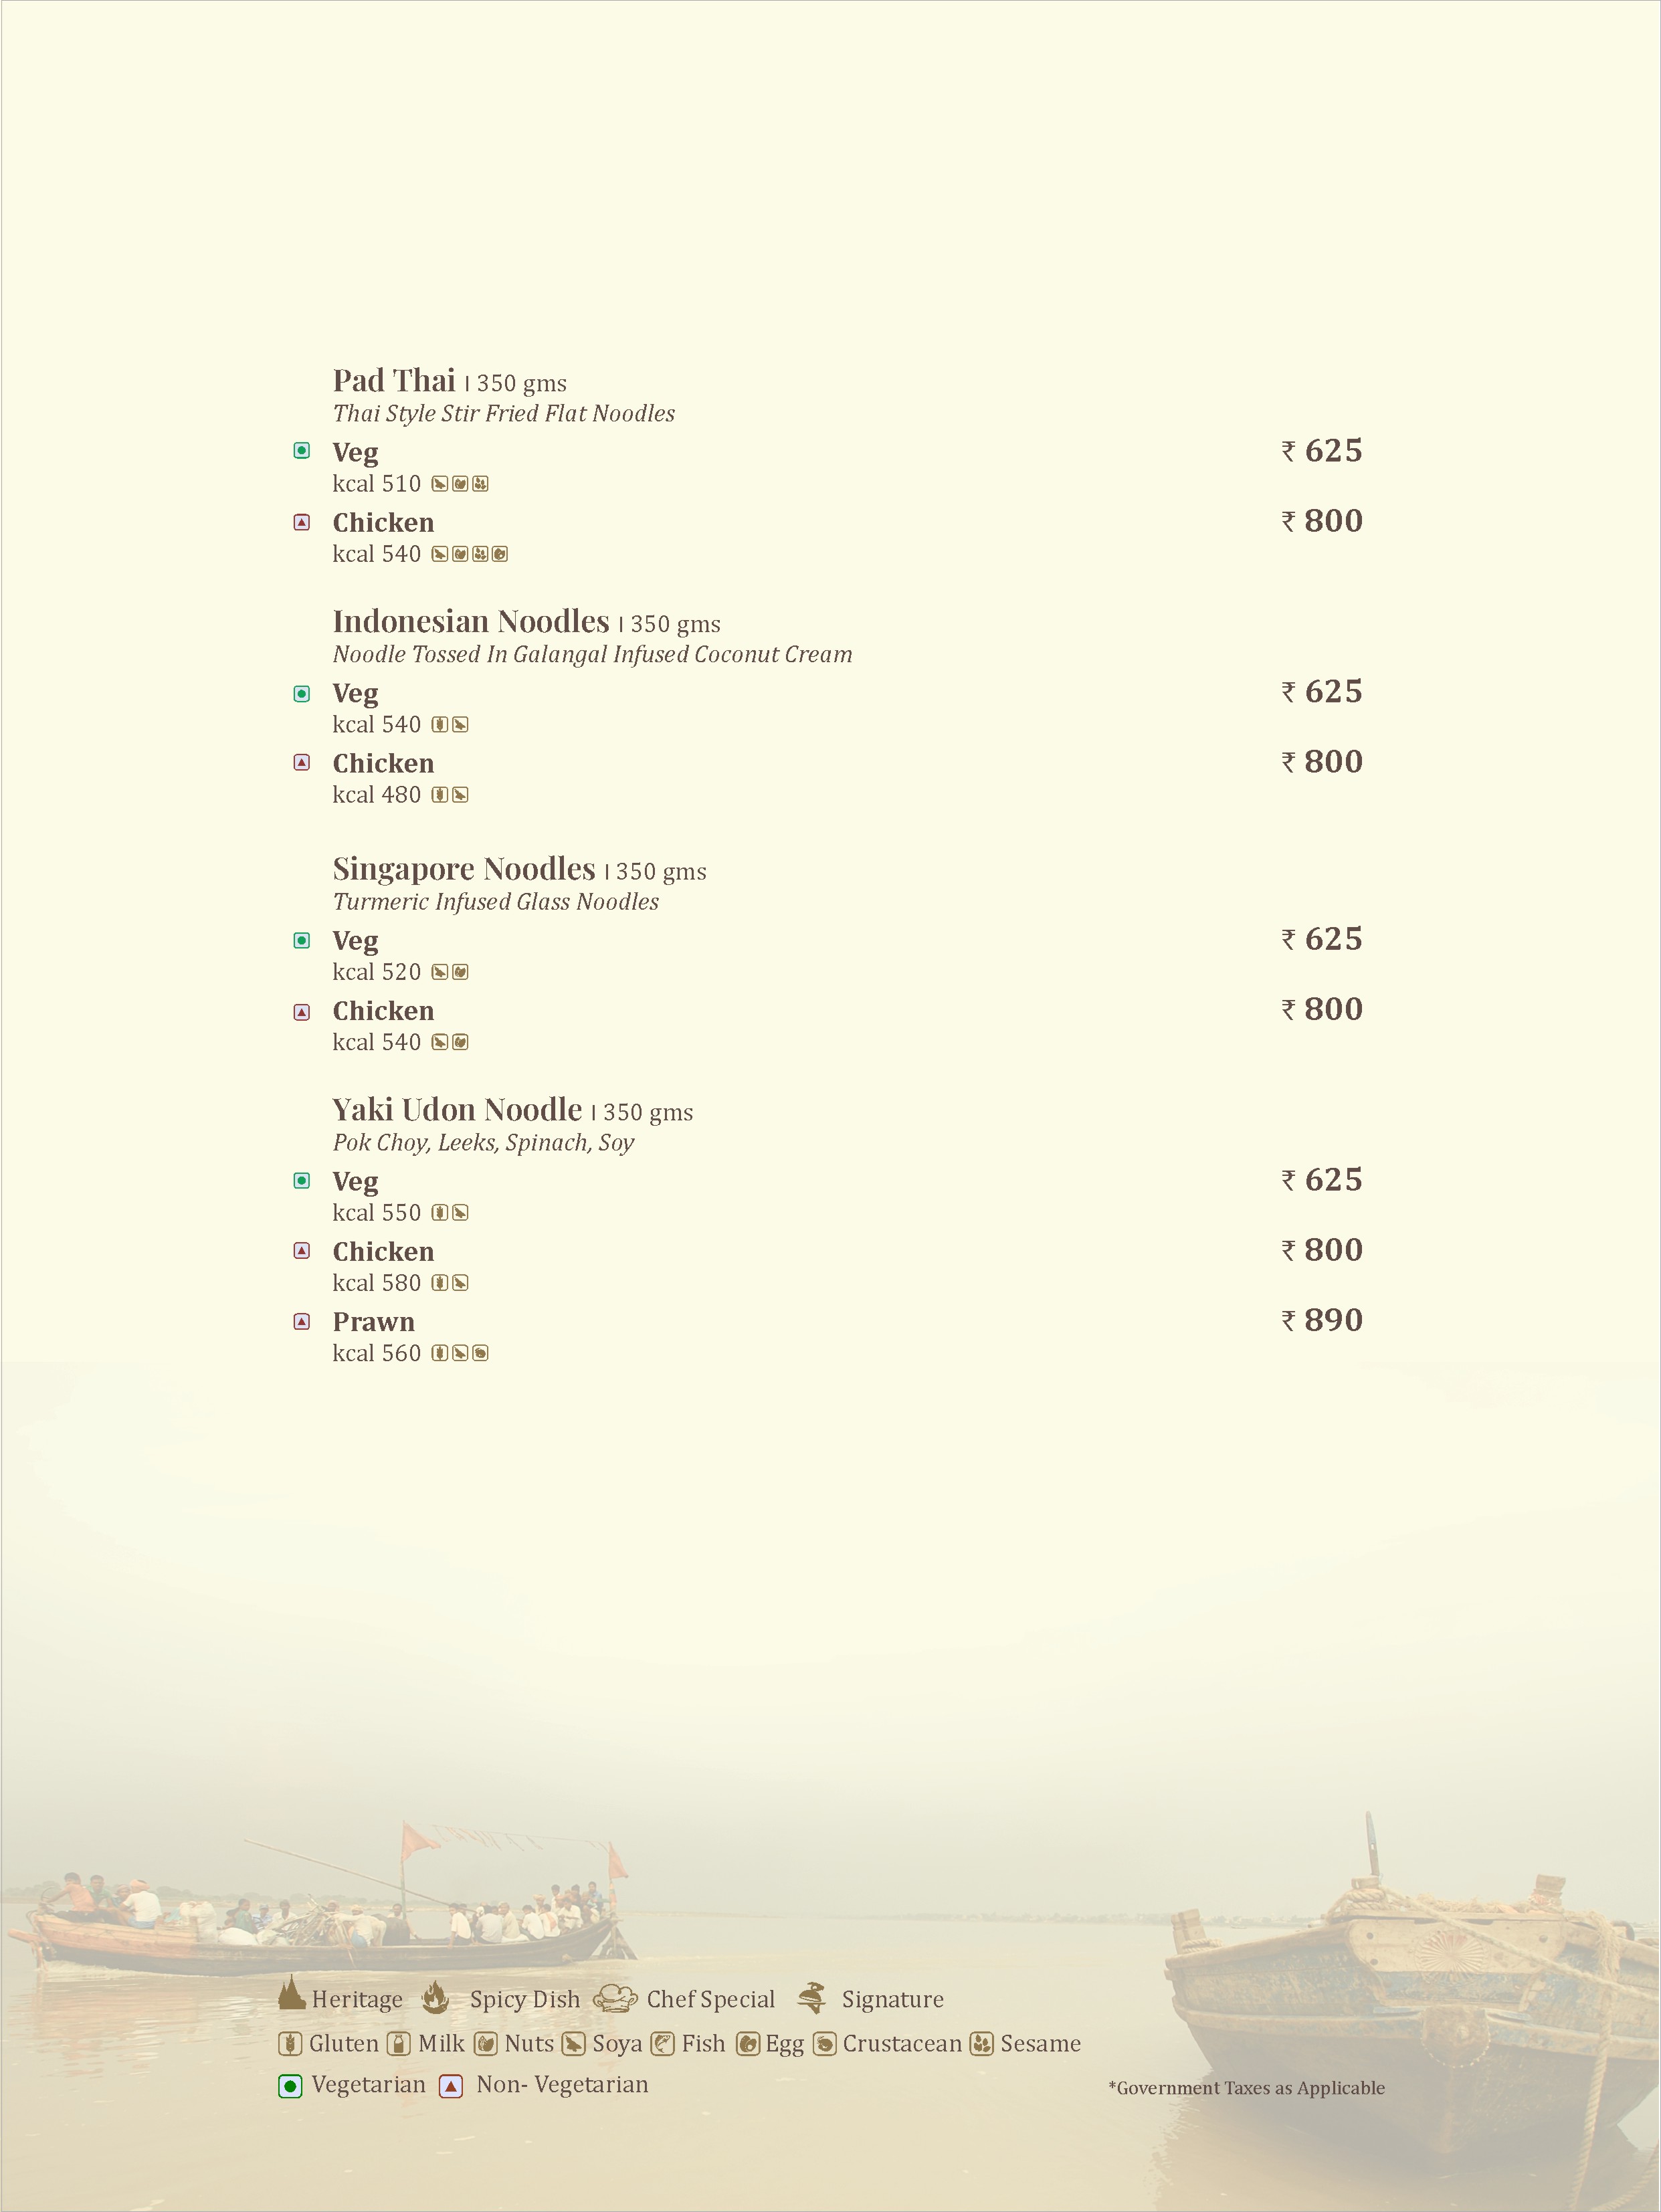 Pad Thai | 350 gms
Thai Style Stir Fried Flat Noodles
Veg ₹ 625
kcal 510
Chicken ₹ 800
kcal 540
Indonesian Noodles | 350 gms
Noodle Tossed In Galangal Infused Coconut Cream
Veg ₹ 625
kcal 540
Chicken ₹ 800
kcal 480
Singapore Noodles | 350 gms
Turmeric Infused Glass Noodles
Veg ₹ 625
kcal 520
Chicken ₹ 800
kcal 540
Yaki Udon Noodle | 350 gms
Pok Choy, Leeks, Spinach, Soy
Veg ₹ 625
kcal 550
Chicken ₹ 800
kcal 580
Prawn ₹ 890
kcal 560
Heritage Spicy Dish Chef Special Signature
Gluten Milk Nuts Soya Fish Egg Crustacean Sesame
Vegetarian Non- Vegetarian *Government Taxes as Applicable